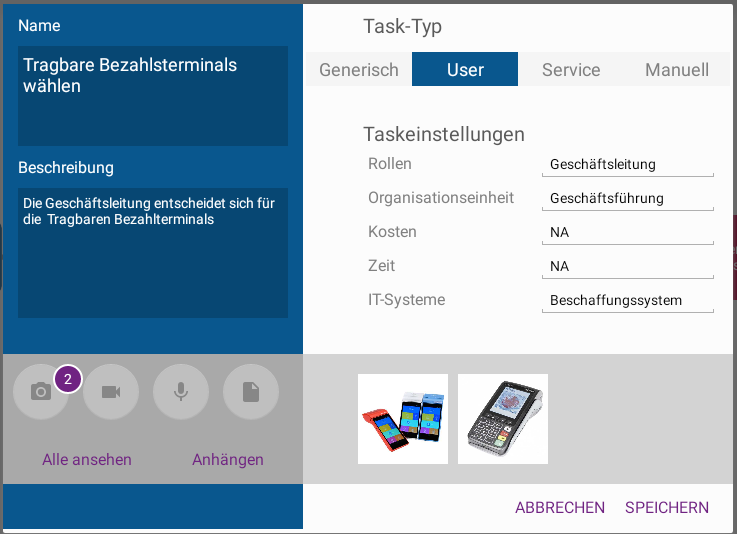 Name
Tragbare Bezahlsterminals
wählen
Beschreibung
Die Geschäftsleitung entscheidet sich für
die Tragbaren Bezahlterminals
Task-Typ
Generisch User Service Manuell
Taskeinstellungen
Rollen Geschäftsleitung
Organisationseinheit Geschäftsführung
Kosten NA
Zeit NA
IT-Systeme Beschaffungssystem
2
Alle ansehen Anhängen
ABBRECHEN SPEICHERN